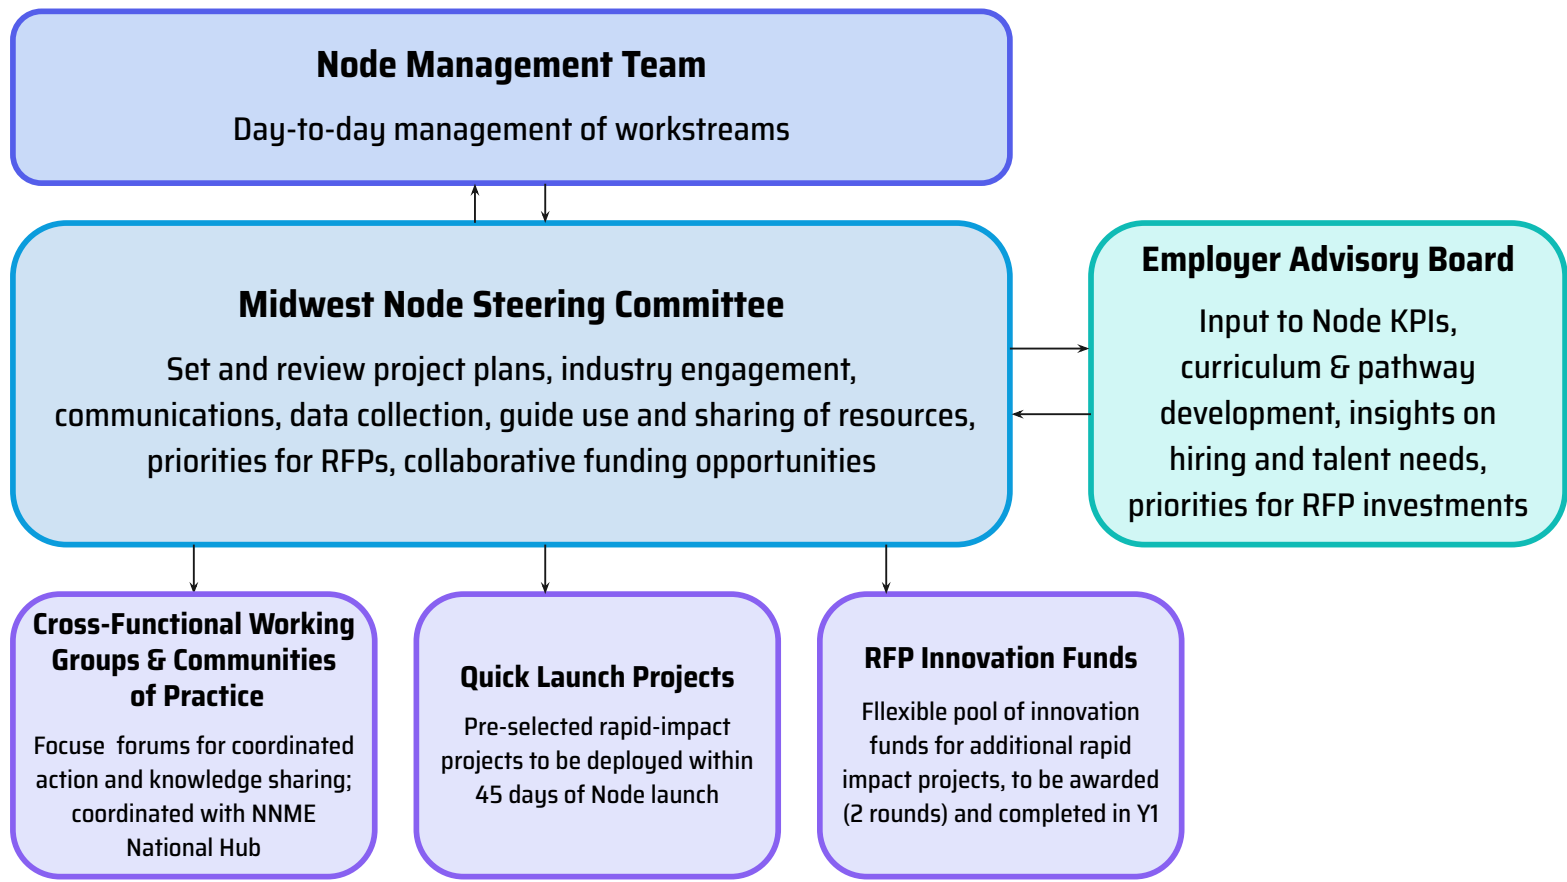 Node Management Team
Day-to-day management of workstreams
Midwest Node Steering Committee
Set and review project plans, industry engagement,
communications, data collection, guide use and sharing of resources,
priorities for RFPs, collaborative funding opportunities
Employer Advisory Board
Input to Node KPIs,
curriculum & pathway
development, insights on
hiring and talent needs,
priorities for RFP investments
Cross-Functional Working
Groups & Communities
of Practice
Focuse  forums for coordinated
action and knowledge sharing;
coordinated with NNME
National Hub
Quick Launch Projects
Pre-selected rapid-impact
projects to be deployed within
45 days of Node launch
RFP Innovation Funds
Fllexible pool of innovation
funds for additional rapid
impact projects, to be awarded
(2 rounds) and completed in Y1